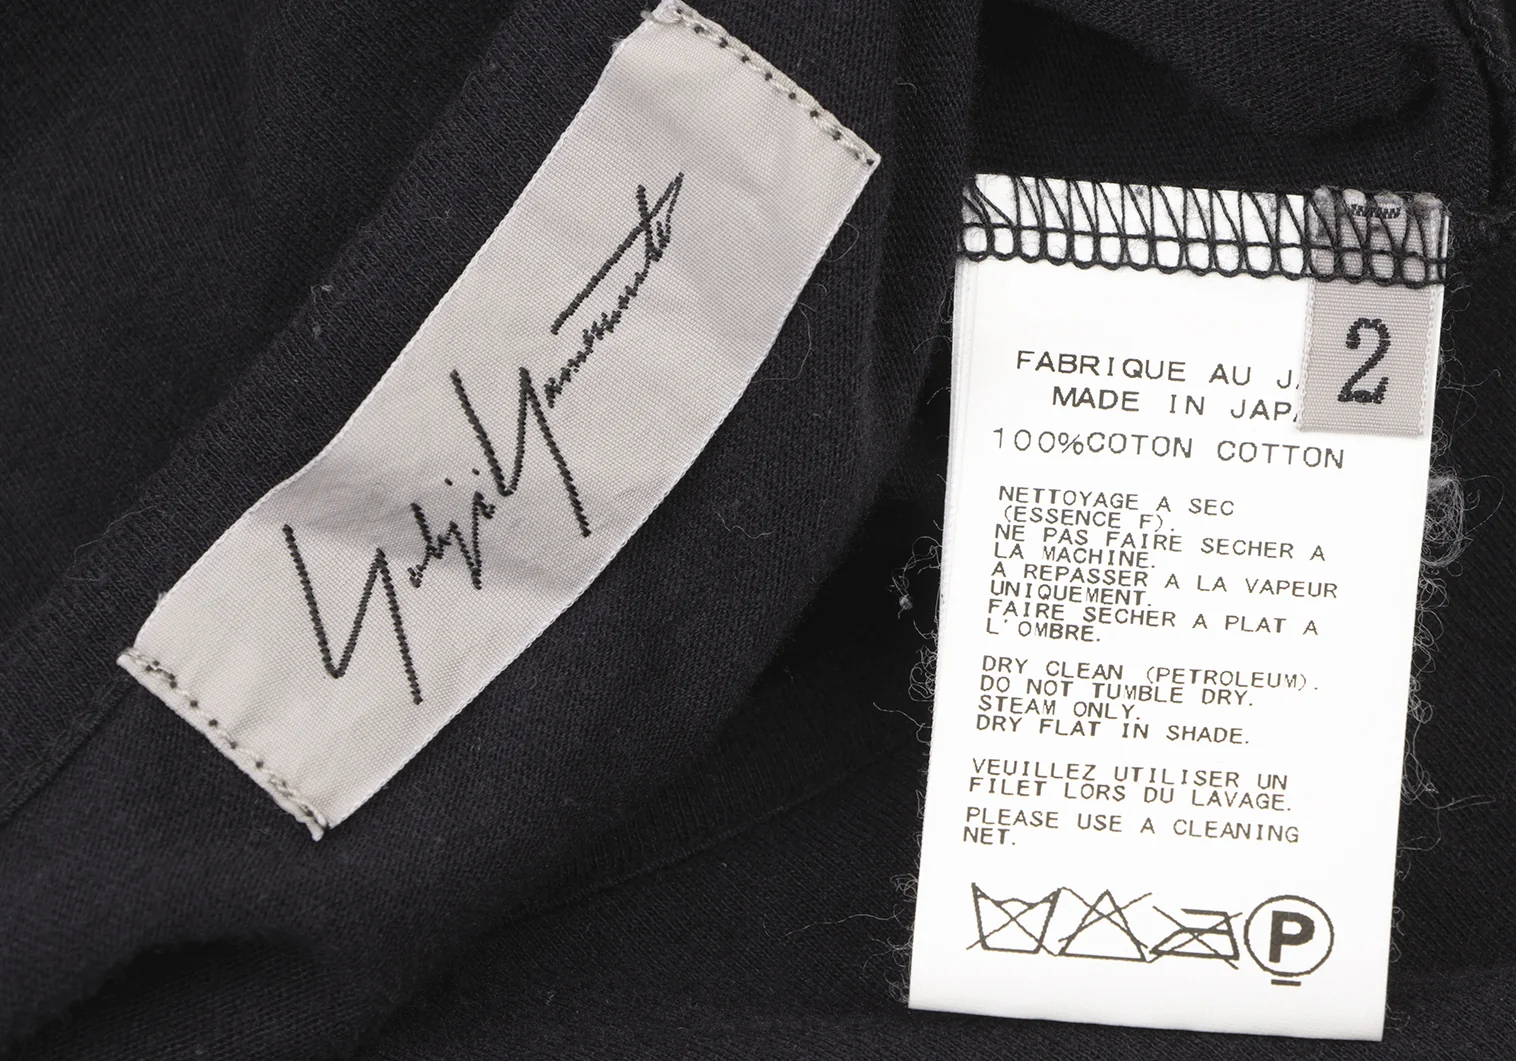 Yohji Yamamoto
2
FABRIQUE AU J
MADE IN JAPA
100%COTON COTTON
NETTOYAGE A SEC
(ESSENCE F).
NE PAS FAIRE SECHER A
LA MACHINE.
A REPASSER A LA VAPEUR
UNIQUEMENT.
FAIRE SECHER A PLAT A
L'OMBRE.
DRY CLEAN (PETROLEUM).
DO NOT TUMBLE DRY.
STEAM ONLY.
DRY FLAT IN SHADE.
VEUILLEZ UTILISER UN
FILET LORS DU LAVAGE.
PLEASE USE A CLEANING
NET.
P